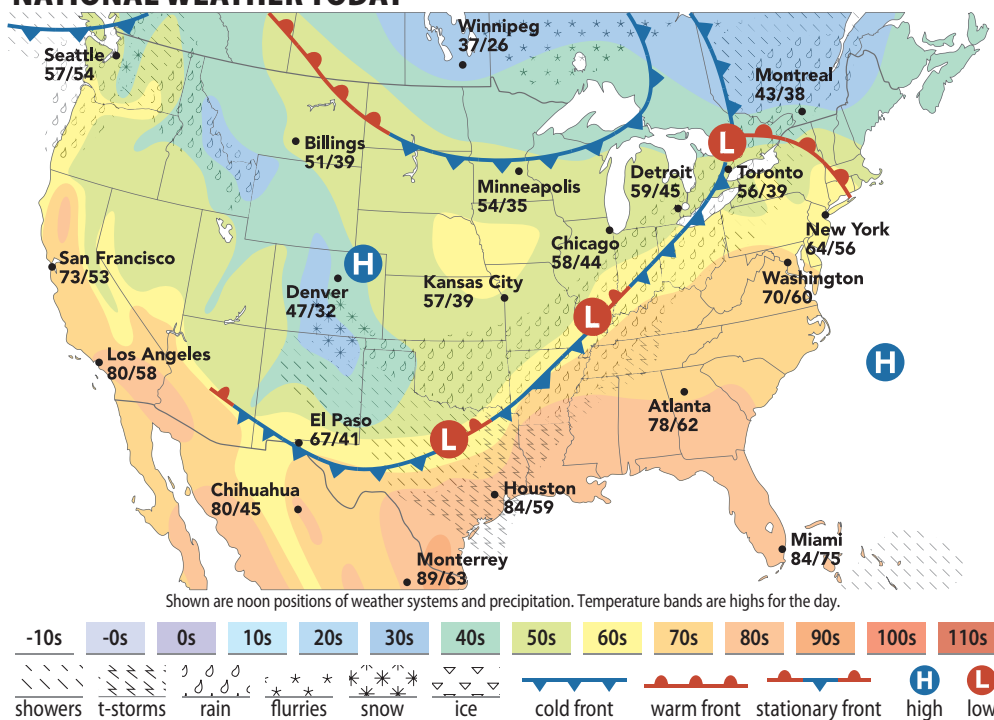 NATIONAL WEATHER TODAY
Winnipeg
37/26
Seattle
57/54
Montreal
43/38
L
Billings
51/39
Minneapolis
54/35
Detroit
59/45
Toronto
56/39
New York
64/56
Chicago
58/44
San Francisco
73/53
H
Denver
47/32
Kansas City
57/39
Washington
70/60
L
Los Angeles
80/58
H
El Paso
67/41
Atlanta
78/62
L
Chihuahua
80/45
Houston
84/59
Miami
84/75
Monterrey
89/63
Shown are noon positions of weather systems and precipitation. Temperature bands are highs for the day.
-10s -0s 0s 10s 20s 30s 40s 50s 60s 70s 80s 90s 100s 110s
H L
showers t-storms rain flurries snow ice cold front warm front stationary front high low